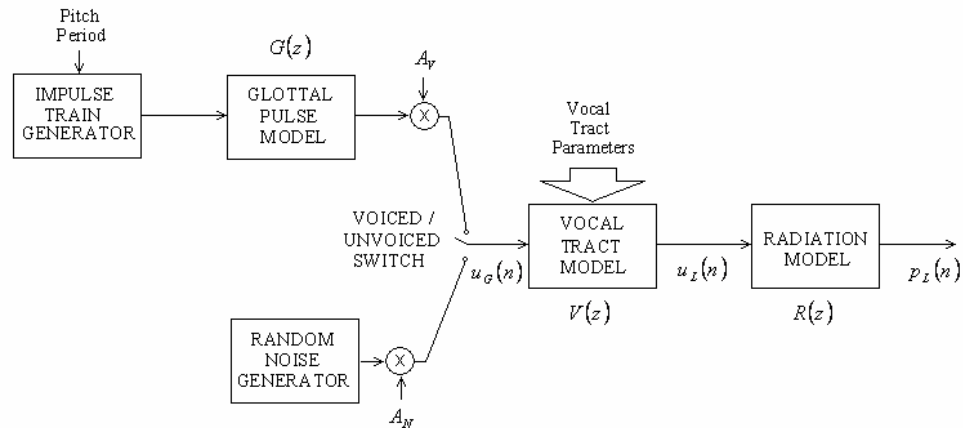 Pitch
Period
G(z)
A_V
IMPULSE
TRAIN
GENERATOR
GLOTTAL
PULSE
MODEL
X
Vocal
Tract
Parameters
VOICED /
UNVOICED
SWITCH
u_G(n)
VOCAL
TRACT
MODEL
V(z)
u_L(n)
RADIATION
MODEL
R(z)
p_L(n)
RANDOM
NOISE
GENERATOR
X
A_N